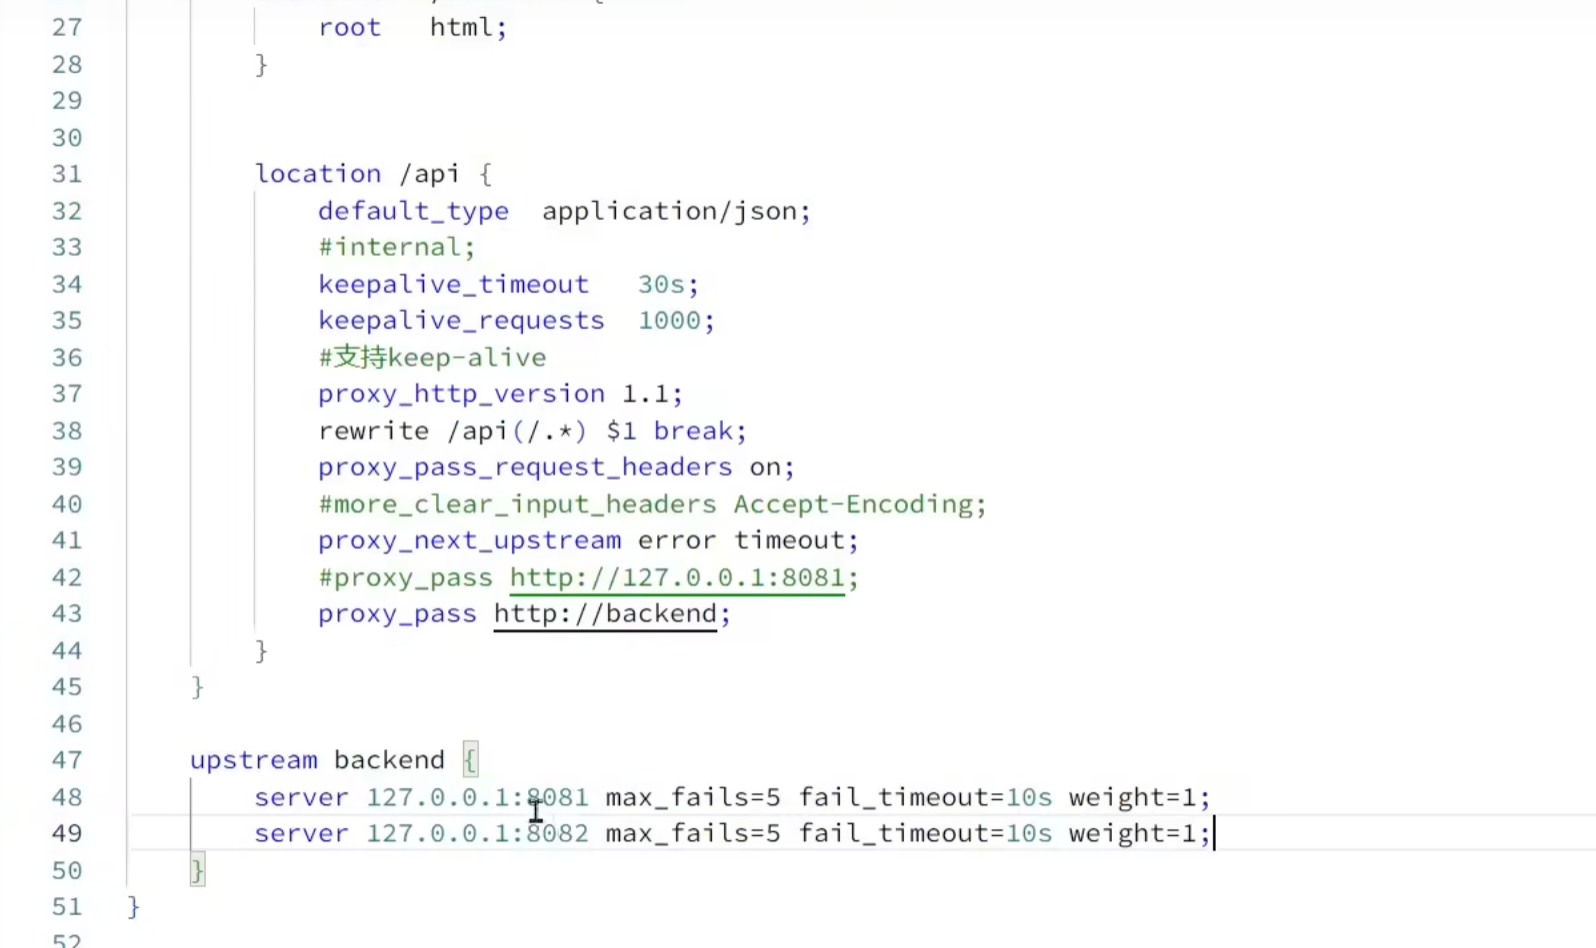 27 root html;
28 }
29
30
31 location /api {
32 default_type application/json;
33 #internal;
34 keepalive_timeout 30s;
35 keepalive_requests 1000;
36 #支持keep-alive
37 proxy_http_version 1.1;
38 rewrite /api(/.*) $1 break;
39 proxy_pass_request_headers on;
40 #more_clear_input_headers Accept-Encoding;
41 proxy_next_upstream error timeout;
42 #proxy_pass http://127.0.0.1:8081;
43 proxy_pass http://backend;
44 }
45 }
46
47 upstream backend {
48 server 127.0.0.1:8081 max_fails=5 fail_timeout=10s weight=1;
49 server 127.0.0.1:8082 max_fails=5 fail_timeout=10s weight=1;
50 }
51 }
52